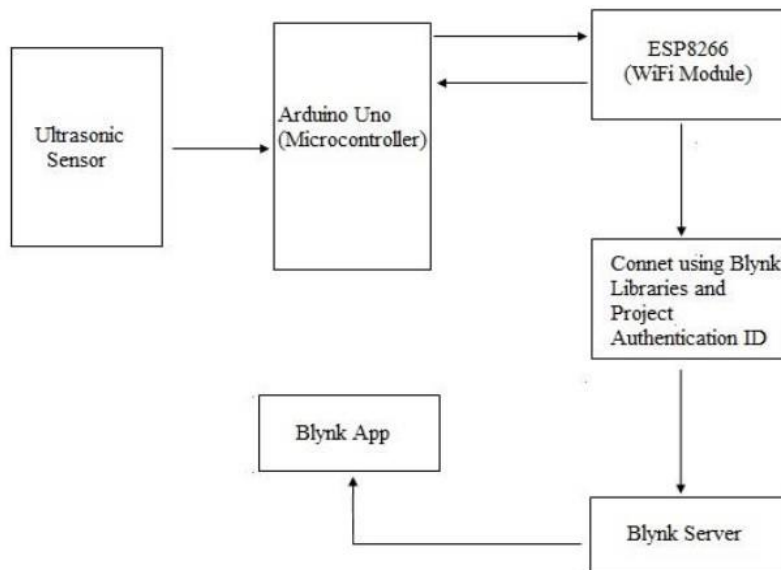 Ultrasonic
Sensor
Arduino Uno
(Microcontroller)
ESP8266
(WiFi Module)
Connet using Blynk
Libraries and
Project
Authentication ID
Blynk Server
Blynk App